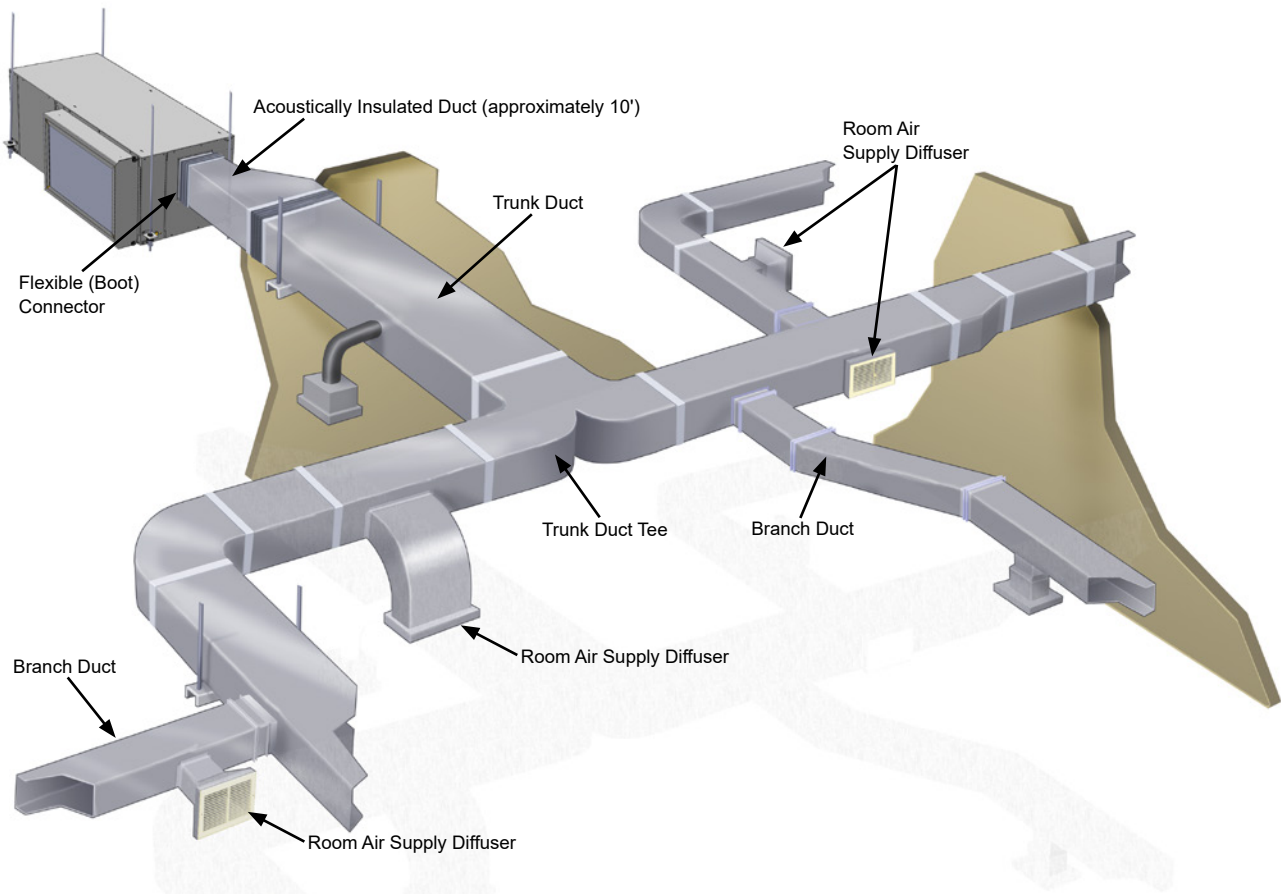 Acoustically Insulated Duct (approximately 10')
Room Air
Supply Diffuser
Trunk Duct
Flexible (Boot)
Connector
Trunk Duct Tee
Branch Duct
Room Air Supply Diffuser
Branch Duct
Room Air Supply Diffuser